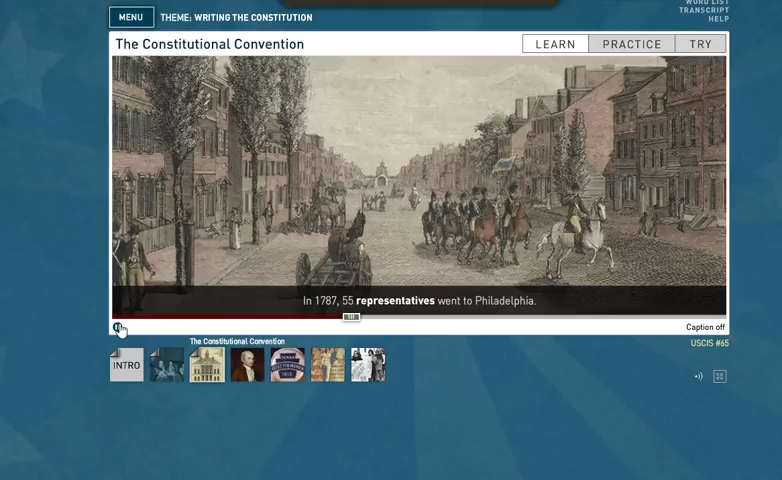 WORD LIST
MENU THEME: WRITING THE CONSTITUTION TRANSCRIPT
HELP
The Constitutional Convention LEARN PRACTICE TRY
In 1787, 55 representatives went to Philadelphia.
Caption off
The Constitutional Convention USCIS #65
INTRO